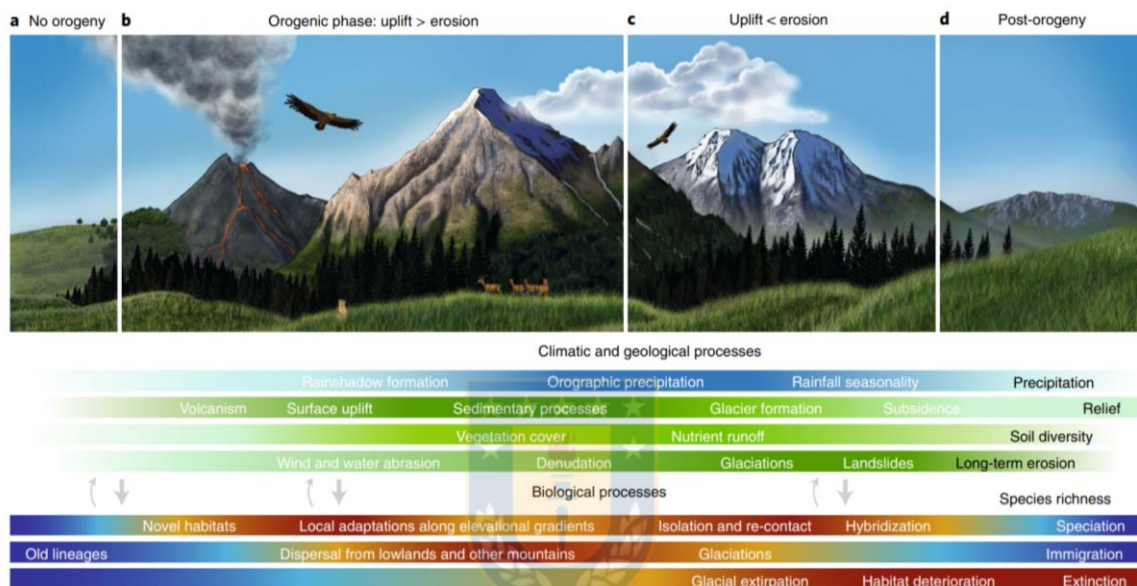 a No orogeny b Orogenic phase: uplift > erosion c Uplift < erosion d Post-orogeny
Climatic and geological processes
Rainshadow formation Orographic precipitation Rainfall seasonality Precipitation
Volcanism Surface uplift Sedimentary processes Glacier formation Subsidence Relief
Vegetation cover Nutrient runoff Soil diversity
Wind and water abrasion Denudation Glaciations Landslides Long-term erosion
Biological processes Species richness
Novel habitats Local adaptations along elevational gradients Isolation and re-contact Hybridization Speciation
Old lineages Dispersal from lowlands and other mountains Glaciations Immigration
Glacial extirpation Habitat deterioration Extinction